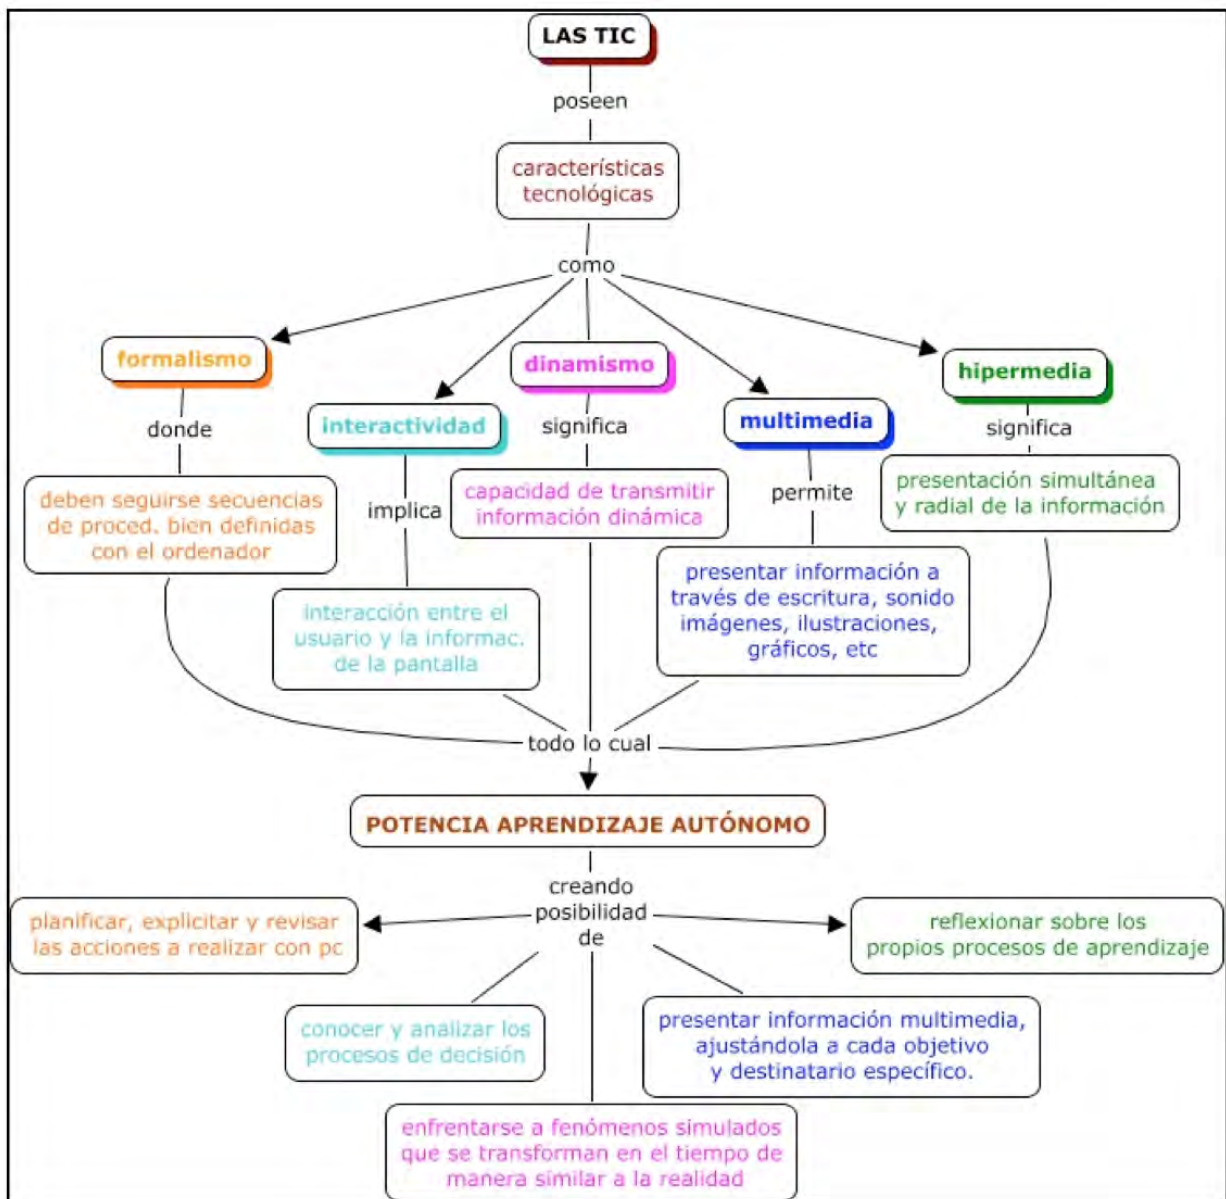 LAS TIC
poseen
características
tecnológicas
como
formalismo
dinamismo
hipermedia
interactividad
multimedia
donde
significa
significa
implica
permite
deben seguirse secuencias
de proced. bien definidas
con el ordenador
capacidad de transmitir
información dinámica
presentación simultánea
y radial de la información
interacción entre el
usuario y la informac.
de la pantalla
presentar información a
través de escritura, sonido
imágenes, ilustraciones,
gráficos, etc
todo lo cual
POTENCIA APRENDIZAJE AUTÓNOMO
creando
posibilidad
de
planificar, explicitar y revisar
las acciones a realizar con pc
reflexionar sobre los
propios procesos de aprendizaje
conocer y analizar los
procesos de decisión
presentar información multimedia,
ajustándola a cada objetivo
y destinatario específico.
enfrentarse a fenómenos simulados
que se transforman en el tiempo de
manera similar a la realidad